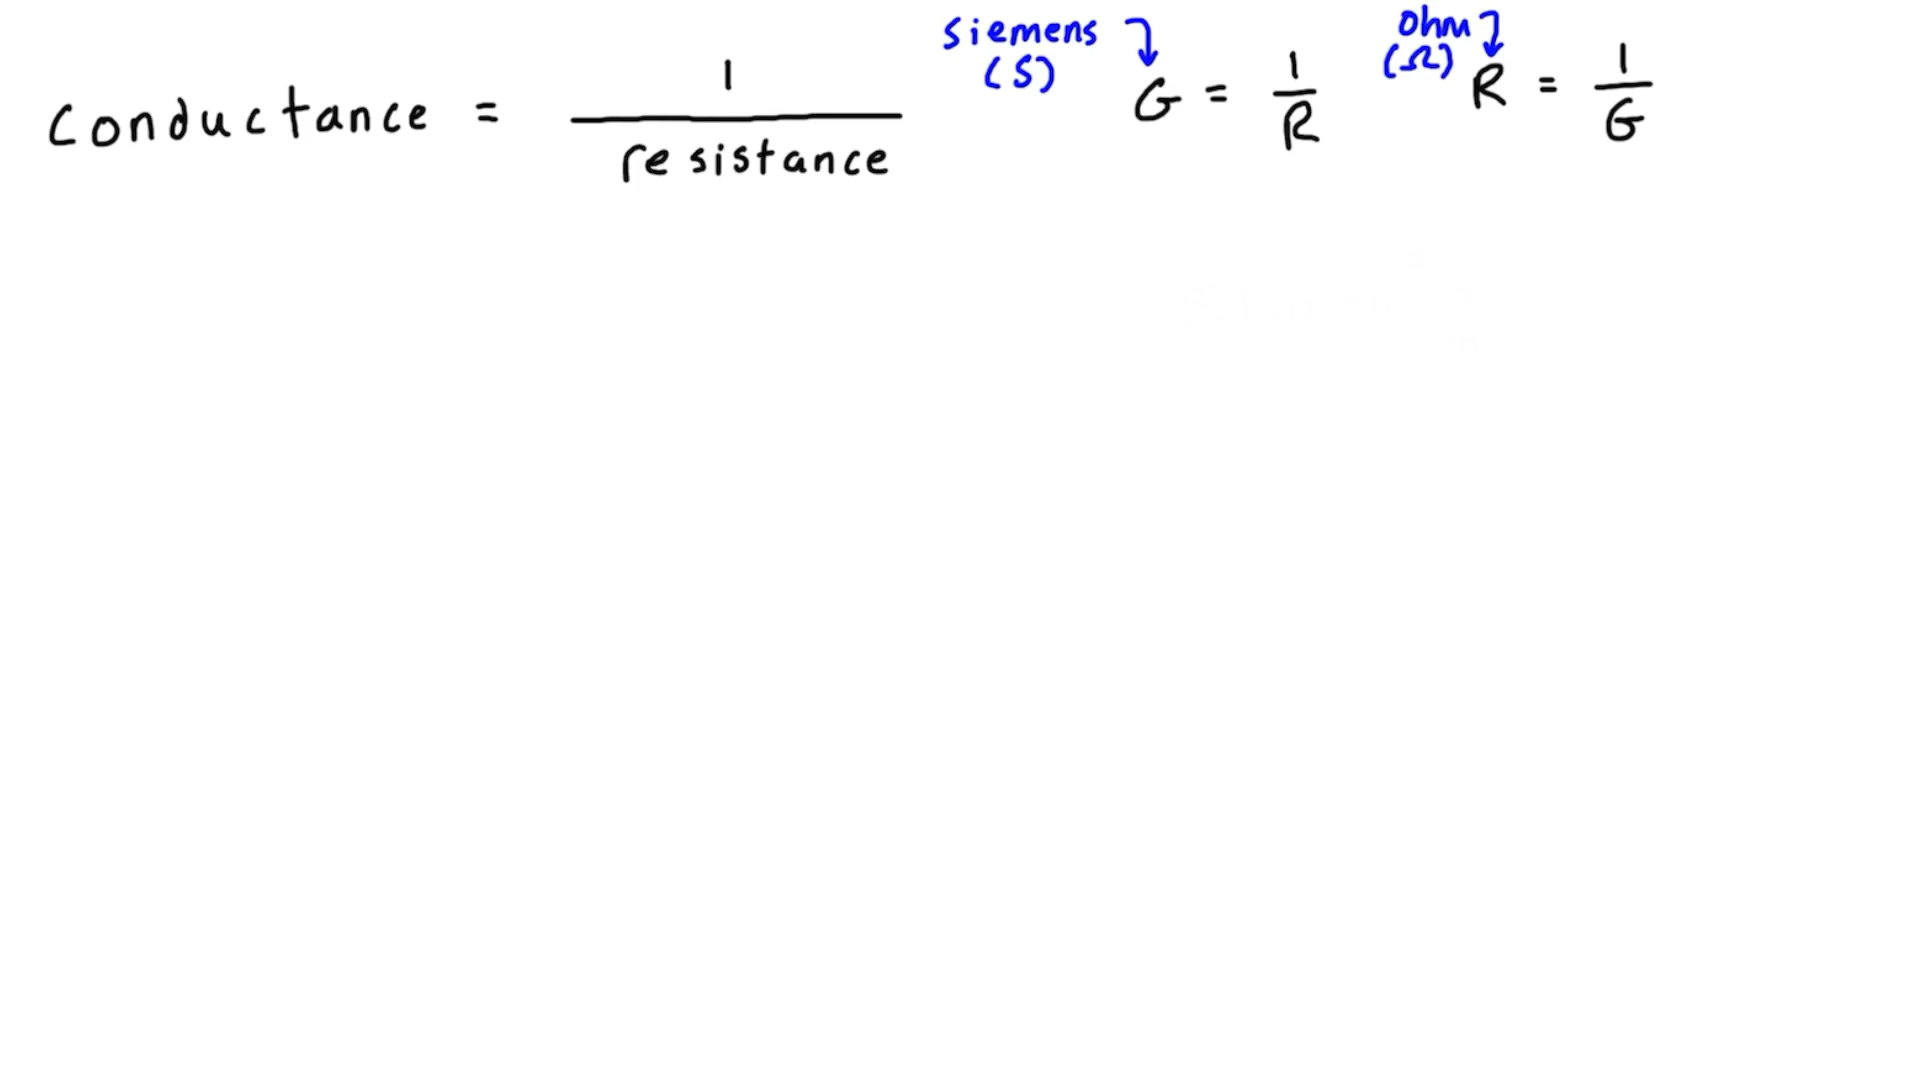 Conductance = 1 / resistance
siemens (S)
G = 1 / R
ohm (Ω)
R = 1 / G